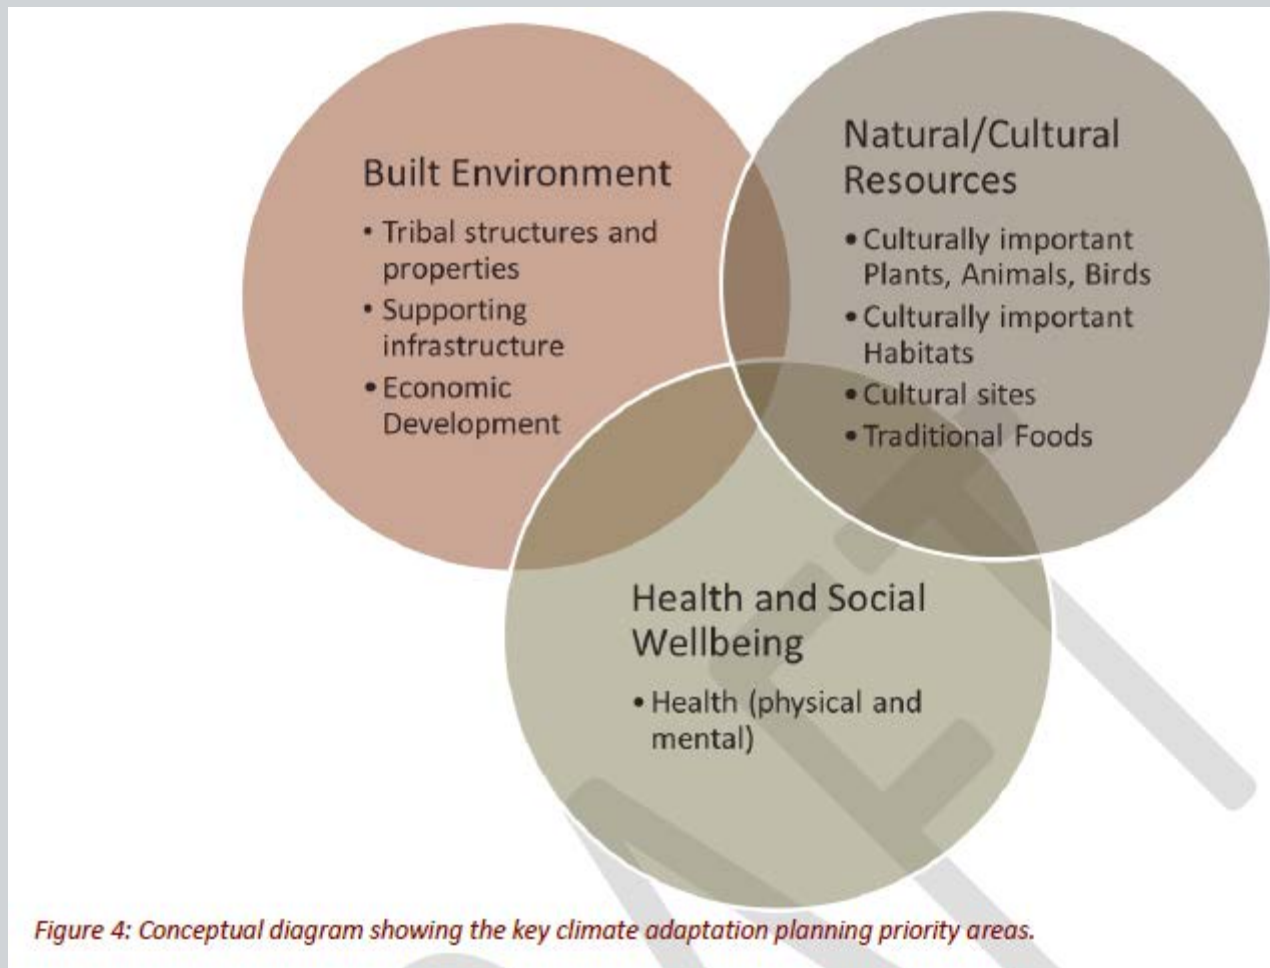 Built Environment
• Tribal structures and
properties
• Supporting
infrastructure
• Economic
Development
Natural/Cultural
Resources
• Culturally important
Plants, Animals, Birds
• Culturally important
Habitats
• Cultural sites
• Traditional Foods
Health and Social
Wellbeing
• Health (physical and
mental)
Figure 4: Conceptual diagram showing the key climate adaptation planning priority areas.